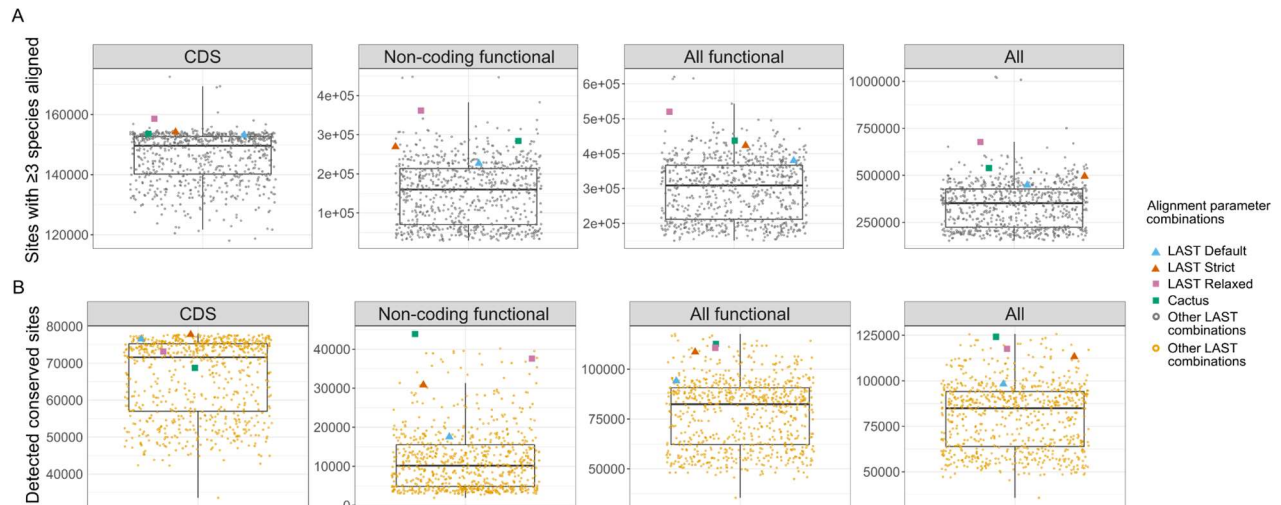 A
Sites with ≥3 species aligned
CDS
160000
140000
120000
Non-coding functional
4e+05
3e+05
2e+05
1e+05
All functional
6e+05
5e+05
4e+05
3e+05
2e+05
All
1000000
750000
500000
250000
B
Detected conserved sites
CDS
80000
70000
60000
50000
40000
Non-coding functional
40000
30000
20000
10000
0
All functional
100000
75000
50000
All
125000
100000
75000
50000
Alignment parameter
combinations
LAST Default
LAST Strict
LAST Relaxed
Cactus
Other LAST
combinations
Other LAST
combinations